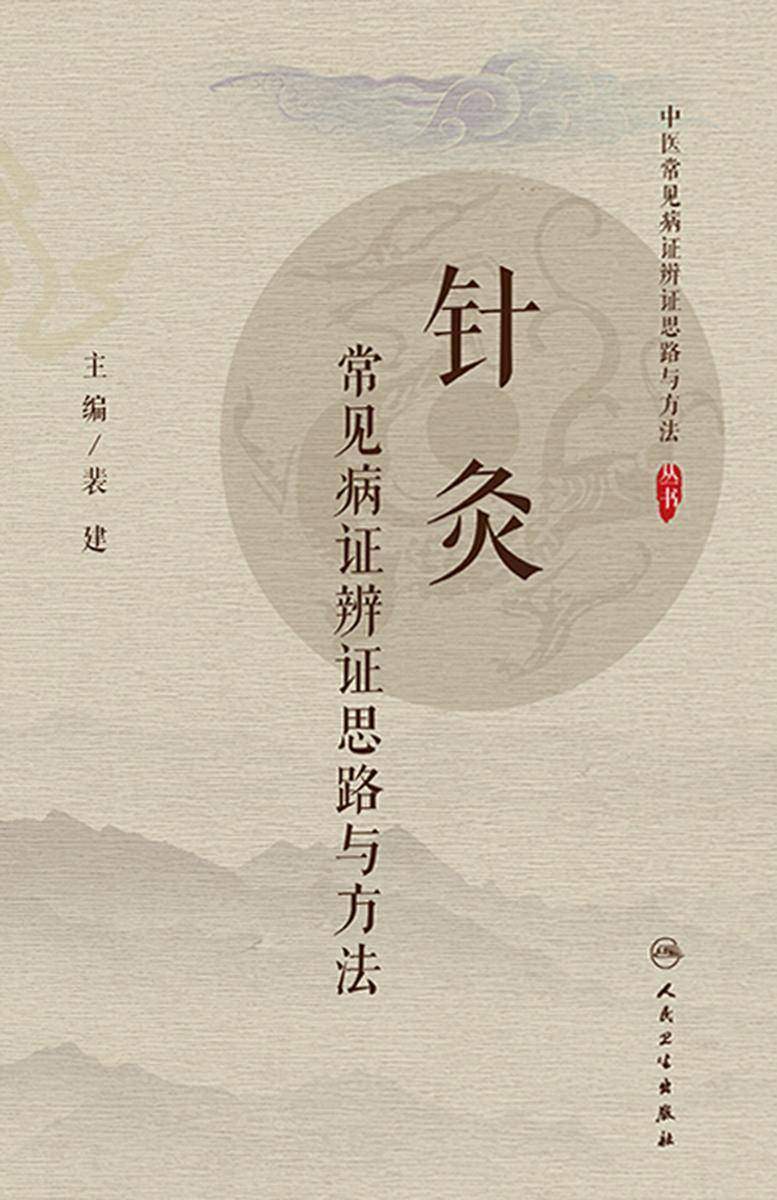 中医常见病证辨证思路与方法
丛书
针灸
常见病证辨证思路与方法
主编/裴建
人民卫生出版社